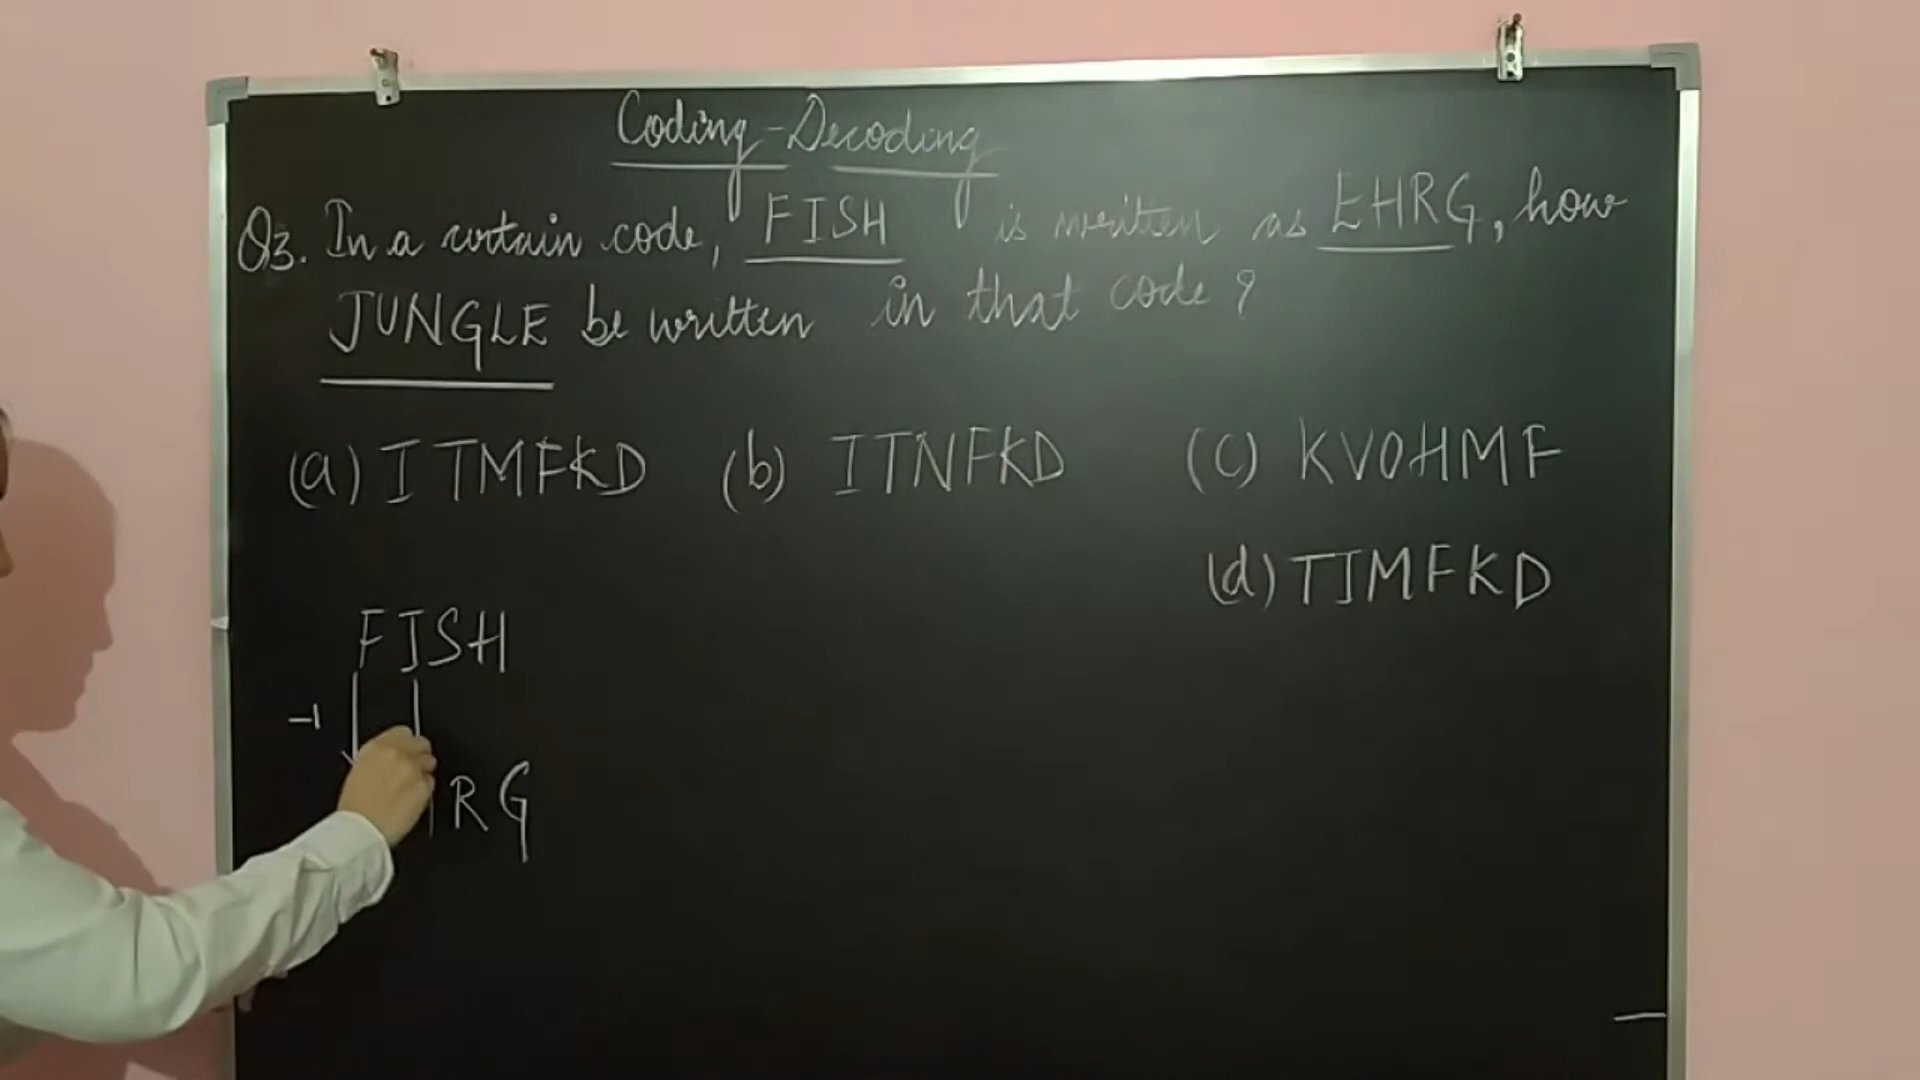 Coding-Decoding
Q3. In a certain code, FISH is written as EHRG, how
JUNGLE be written in that code?
(a) ITMFKD (b) ITNFKD (c) KVOHMF
(d) TIMFKD
FISH
-1
RG